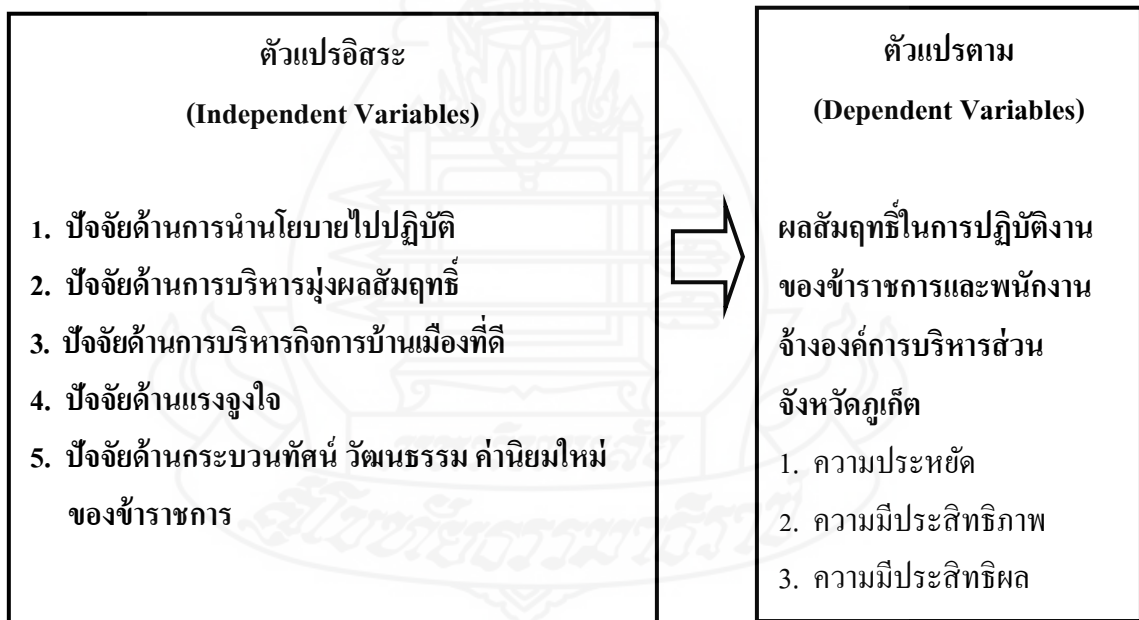 ตัวแปรอิสระ
(Independent Variables)
1. ปัจจัยด้านการนำนโยบายไปปฏิบัติ
2. ปัจจัยด้านการบริหารมุ่งผลสัมฤทธิ์
3. ปัจจัยด้านการบริหารกิจการบ้านเมืองที่ดี
4. ปัจจัยด้านแรงจูงใจ
5. ปัจจัยด้านกระบวนทัศน์ วัฒนธรรม ค่านิยมใหม่
ของข้าราชการ
ตัวแปรตาม
(Dependent Variables)
ผลสัมฤทธิ์ในการปฏิบัติงาน
ของข้าราชการและพนักงาน
จ้างองค์การบริหารส่วน
จังหวัดภูเก็ต
1. ความประหยัด
2. ความมีประสิทธิภาพ
3. ความมีประสิทธิผล